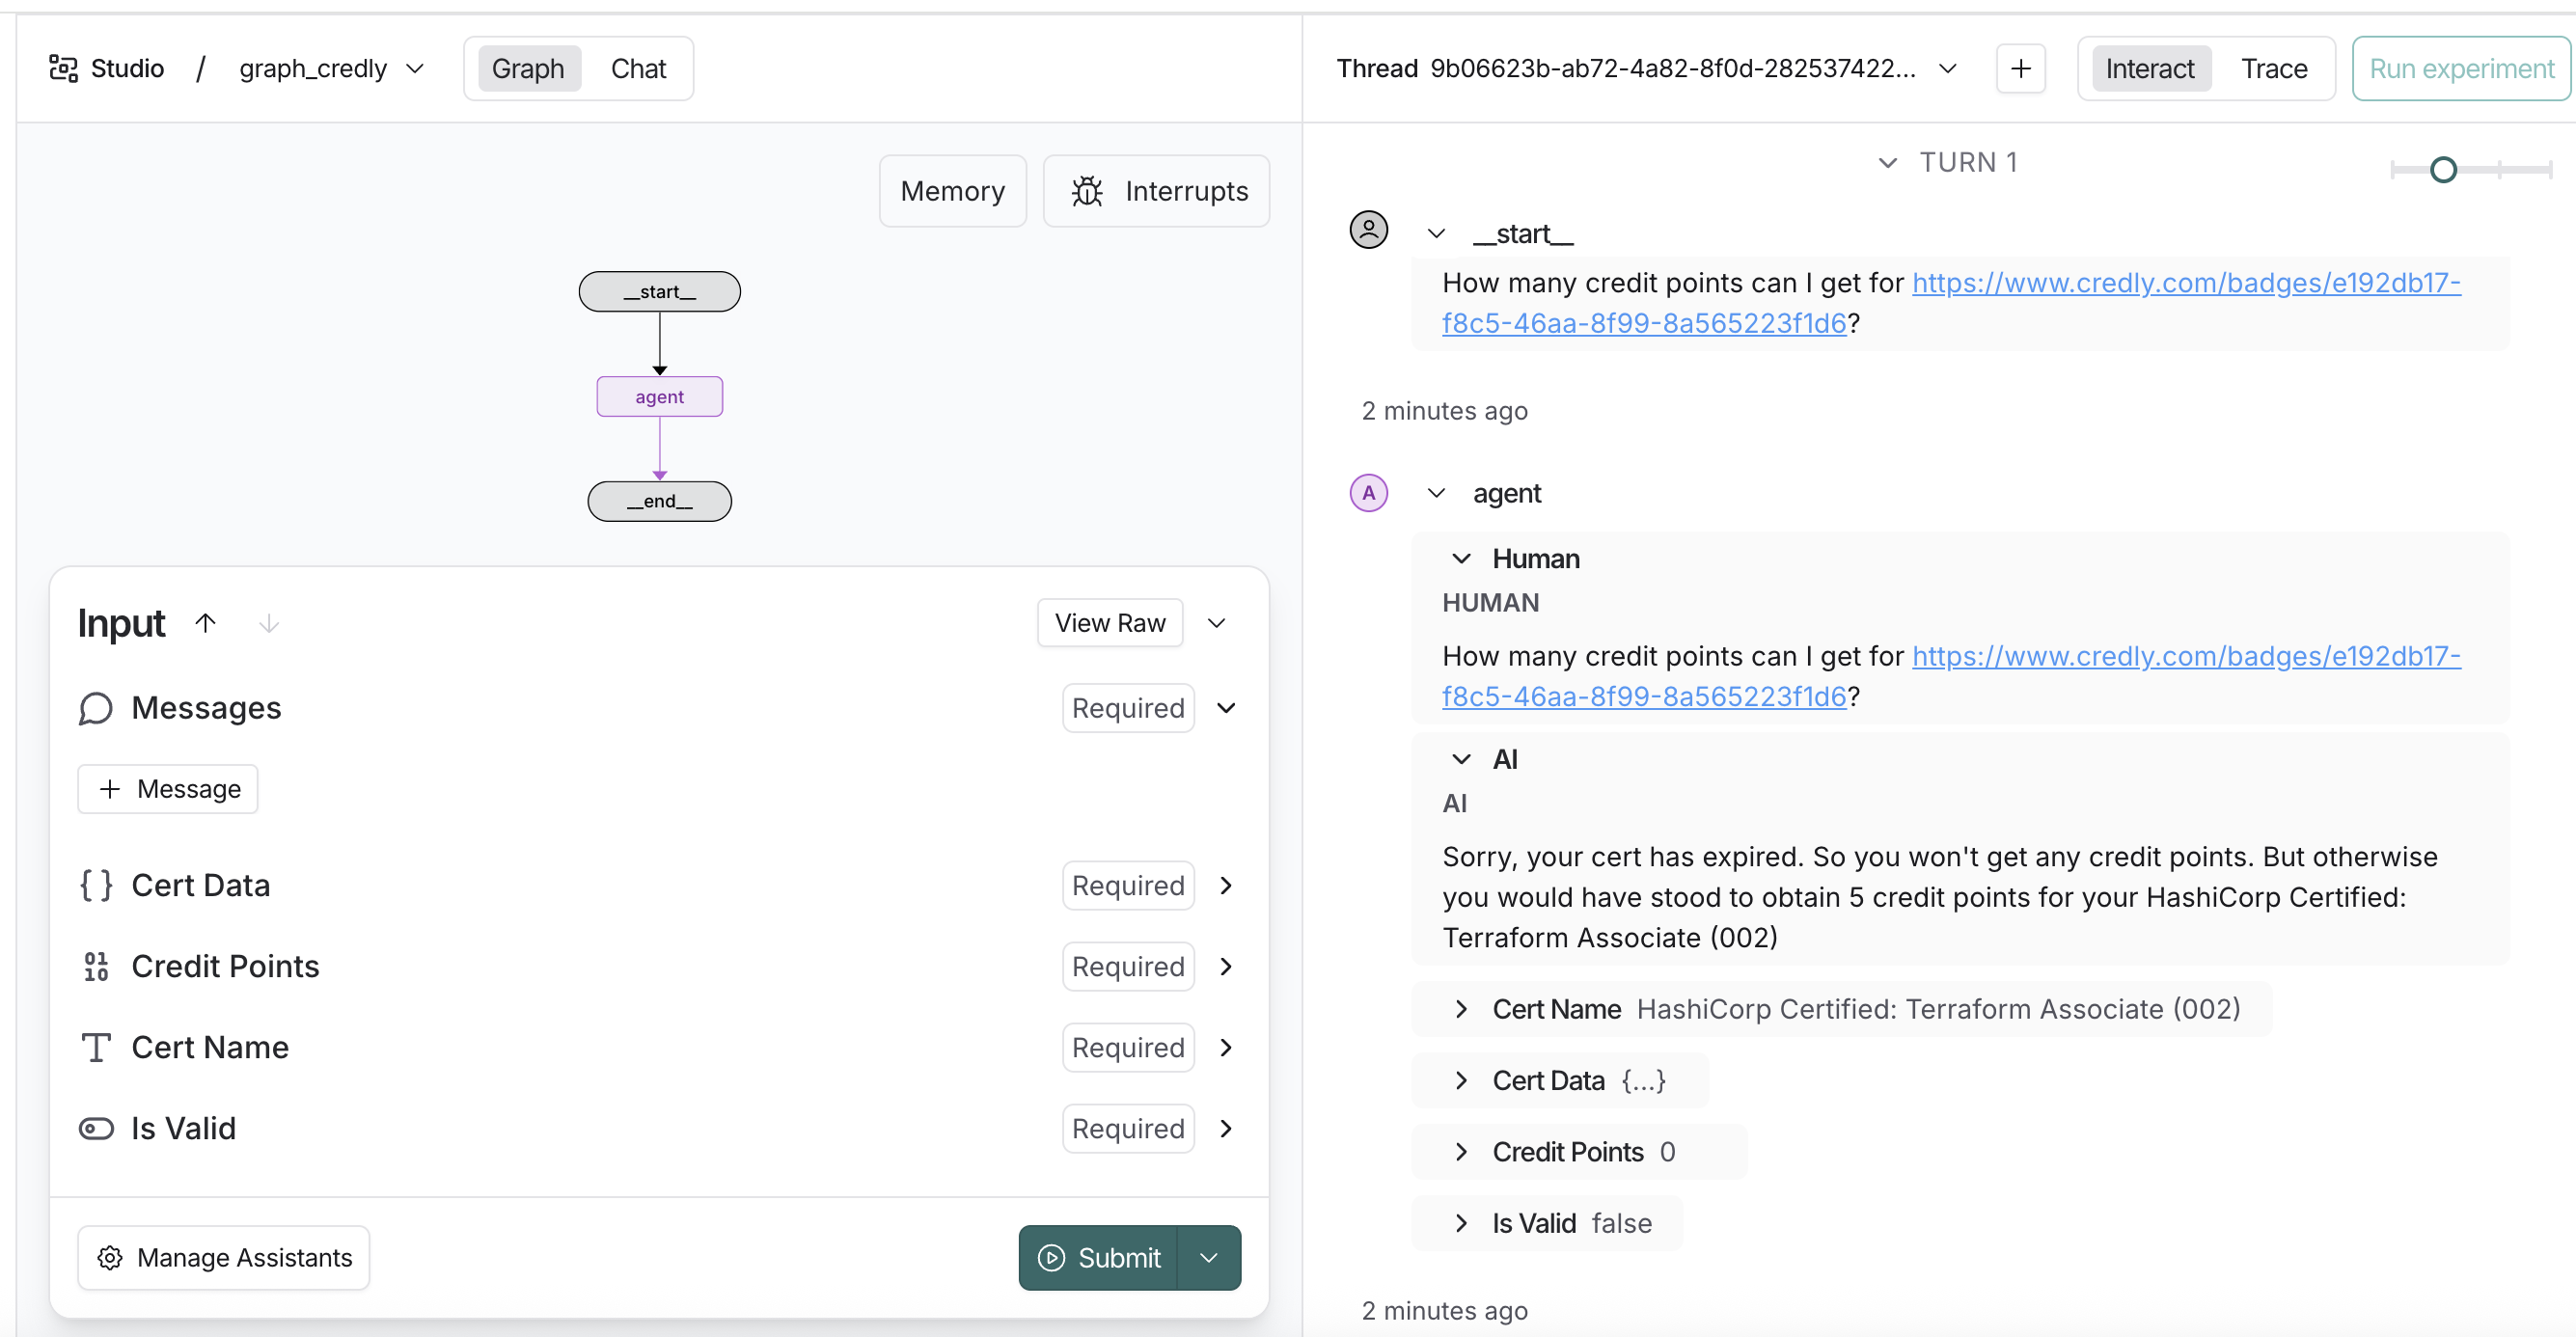 Studio / graph_credly Graph Chat
Thread 9b06623b-ab72-4a82-8f0d-282537422... + Interact Trace Run experiment
Memory Interrupts
__start__
agent
__end__
Input View Raw
Messages Required
+ Message
{ } Cert Data Required
01
10 Credit Points Required
T Cert Name Required
Is Valid Required
Manage Assistants Submit
TURN 1
__start__
How many credit points can I get for https://www.credly.com/badges/e192db17-
f8c5-46aa-8f99-8a565223f1d6?
2 minutes ago
A agent
Human
HUMAN
How many credit points can I get for https://www.credly.com/badges/e192db17-
f8c5-46aa-8f99-8a565223f1d6?
AI
AI
Sorry, your cert has expired. So you won't get any credit points. But otherwise
you would have stood to obtain 5 credit points for your HashiCorp Certified:
Terraform Associate (002)
Cert Name HashiCorp Certified: Terraform Associate (002)
Cert Data {...}
Credit Points 0
Is Valid false
2 minutes ago